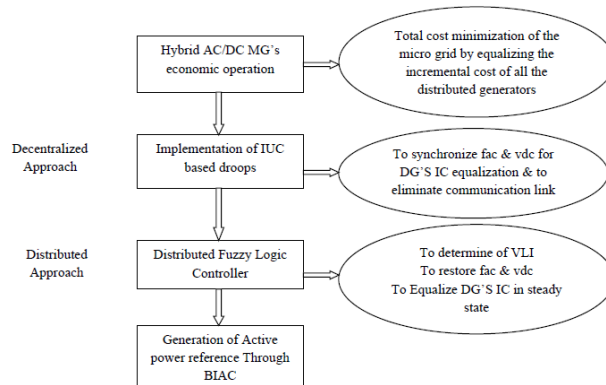 Hybrid AC/DC MG's
economic operation
Total cost minimization of the
micro grid by equalizing the
incremental cost of all the
distributed generators
Decentralized
Approach
Implementation of IUC
based droops
To synchronize fac & vdc for
DG'S IC equalization & to
eliminate communication link
Distributed
Approach
Distributed Fuzzy Logic
Controller
To determine of VLI
To restore fac & vdc
To Equalize DG'S IC in steady
state
Generation of Active
power reference Through
BIAC